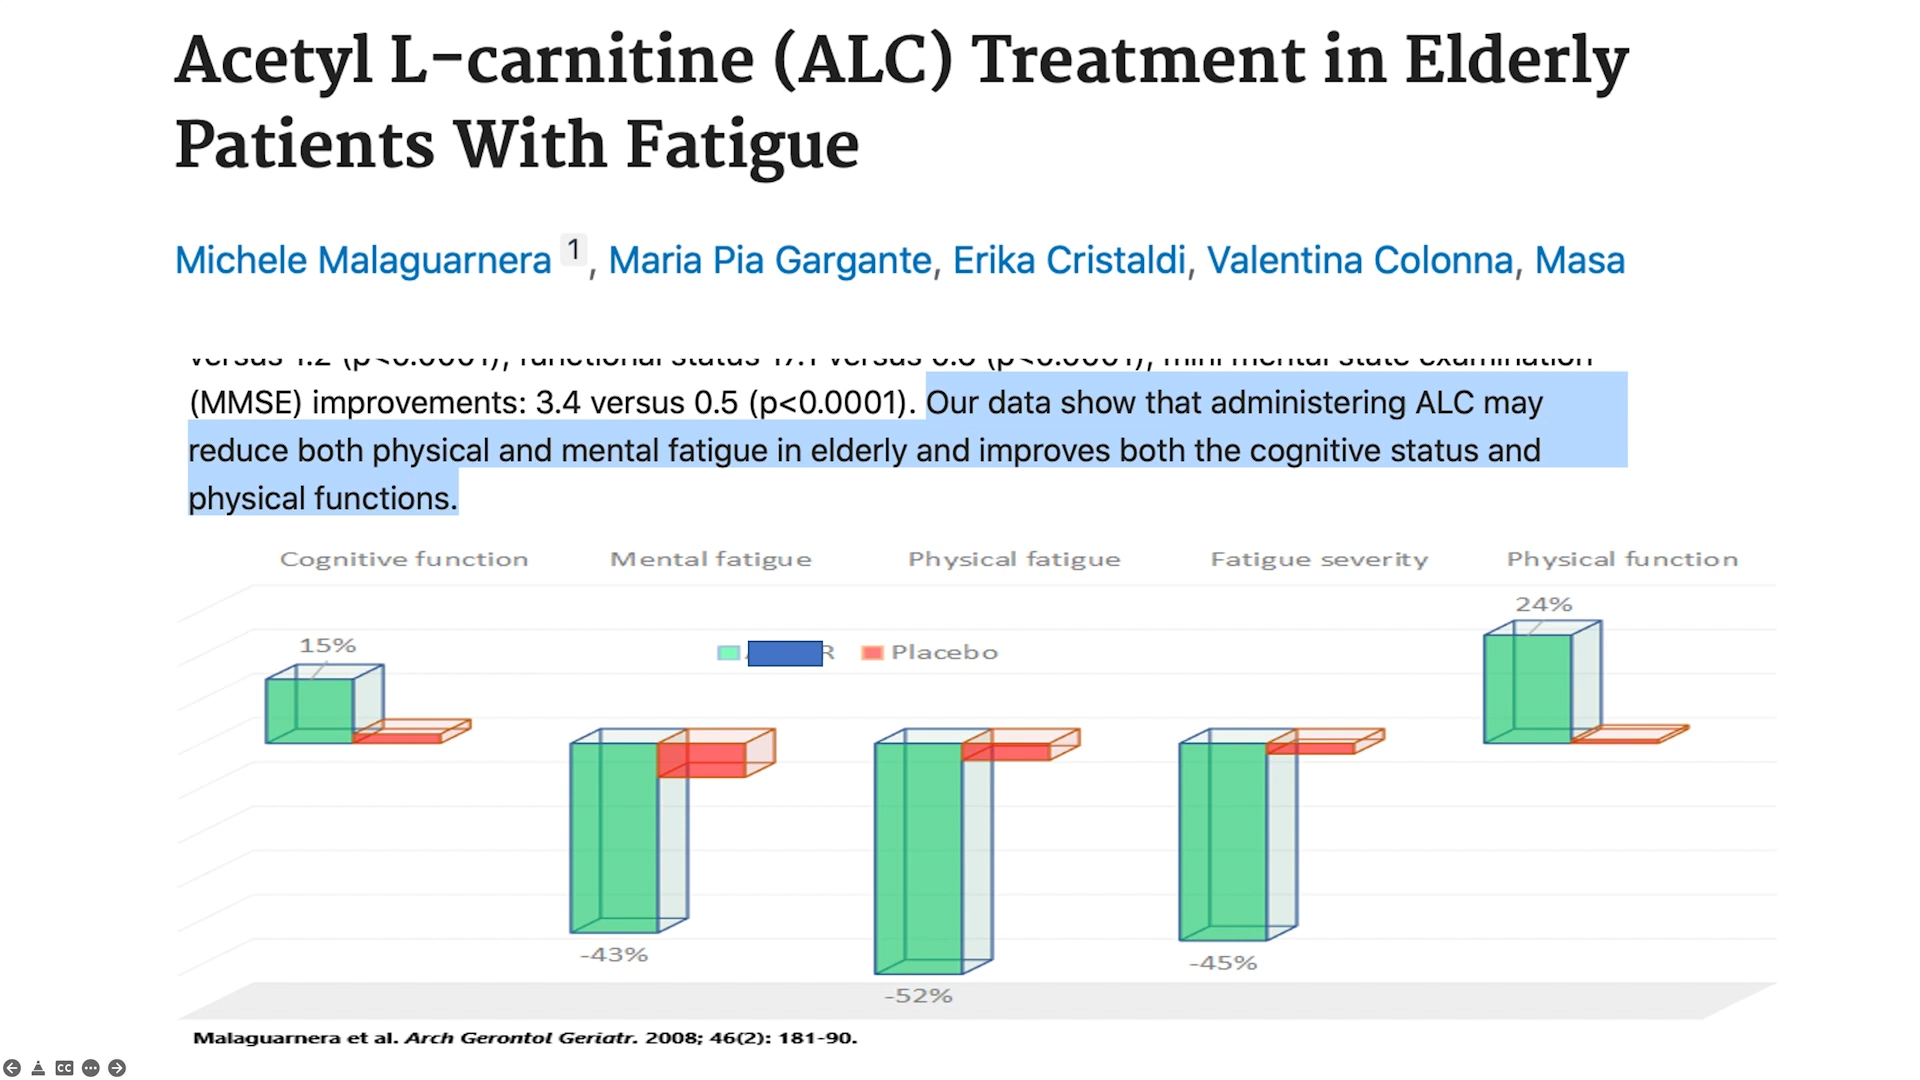 Acetyl L-carnitine (ALC) Treatment in Elderly
Patients With Fatigue
Michele Malaguarnera 1, Maria Pia Gargante, Erika Cristaldi, Valentina Colonna, Masa
versus 1.2 (p<0.0001), functional status 17.1 versus 0.6 (p<0.0001), mini mental state examination
(MMSE) improvements: 3.4 versus 0.5 (p<0.0001). Our data show that administering ALC may
reduce both physical and mental fatigue in elderly and improves both the cognitive status and
physical functions.
Cognitive function Mental fatigue Physical fatigue Fatigue severity Physical function
24%
15%
R Placebo
-43%
-45%
-52%
Malaguarnera et al. Arch Gerontol Geriatr. 2008; 46(2): 181-90.
CC